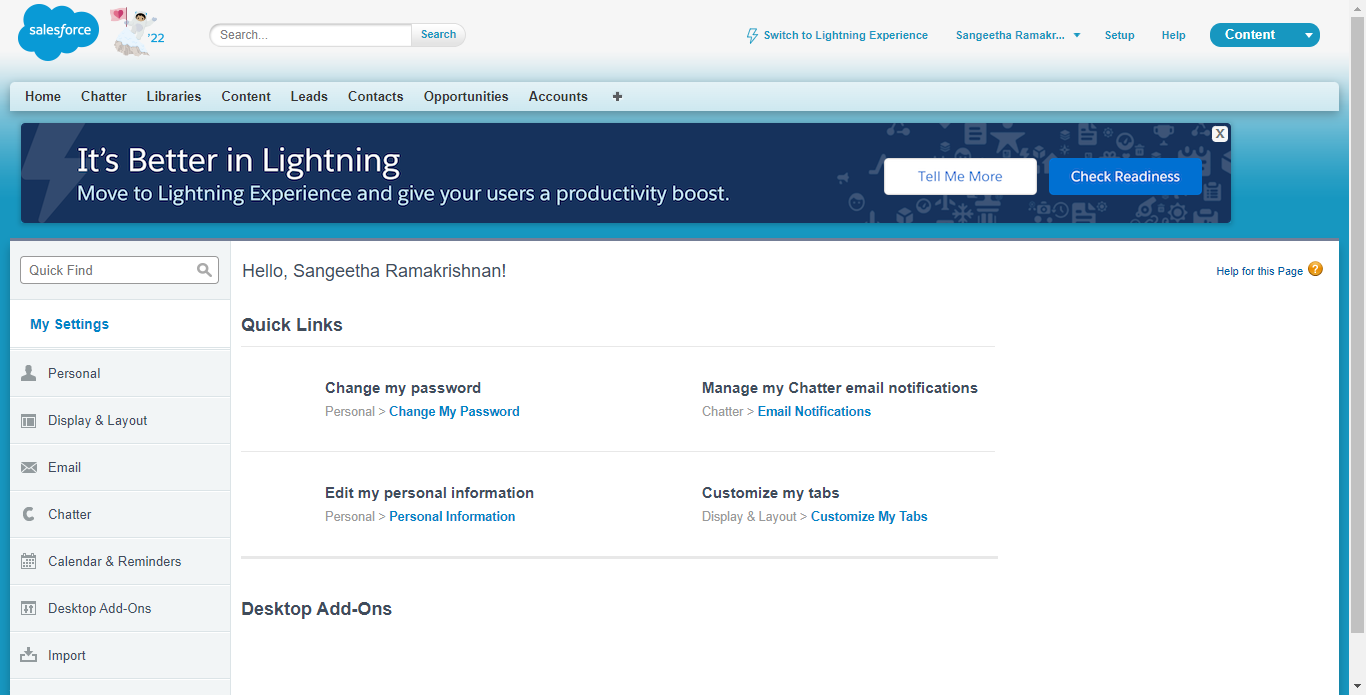 salesforce
'22
Search...
Search
Switch to Lightning Experience
Sangeetha Ramakr...
Setup
Help
Content
Home Chatter Libraries Content Leads Contacts Opportunities Accounts +
It's Better in Lightning
Move to Lightning Experience and give your users a productivity boost.
Tell Me More
Check Readiness
X
Quick Find
My Settings
Personal
Display & Layout
Email
Chatter
Calendar & Reminders
Desktop Add-Ons
Import
Hello, Sangeetha Ramakrishnan!
Help for this Page ?
Quick Links
Change my password
Personal > Change My Password
Manage my Chatter email notifications
Chatter > Email Notifications
Edit my personal information
Personal > Personal Information
Customize my tabs
Display & Layout > Customize My Tabs
Desktop Add-Ons